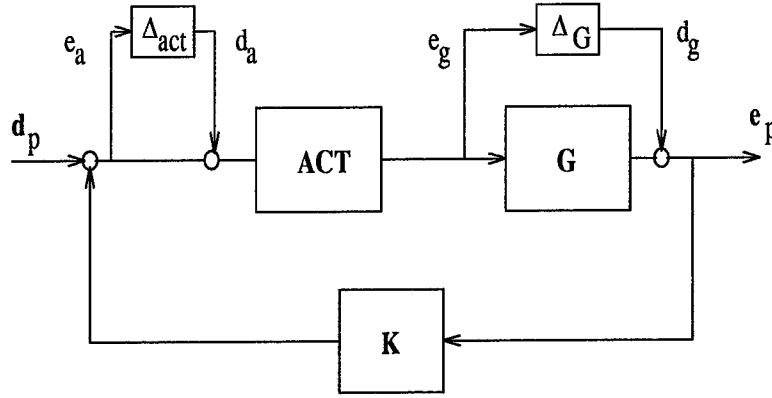 e_a
Δ_act
d_a
e_g
Δ_G
d_g
d_p
ACT
G
e_p
K